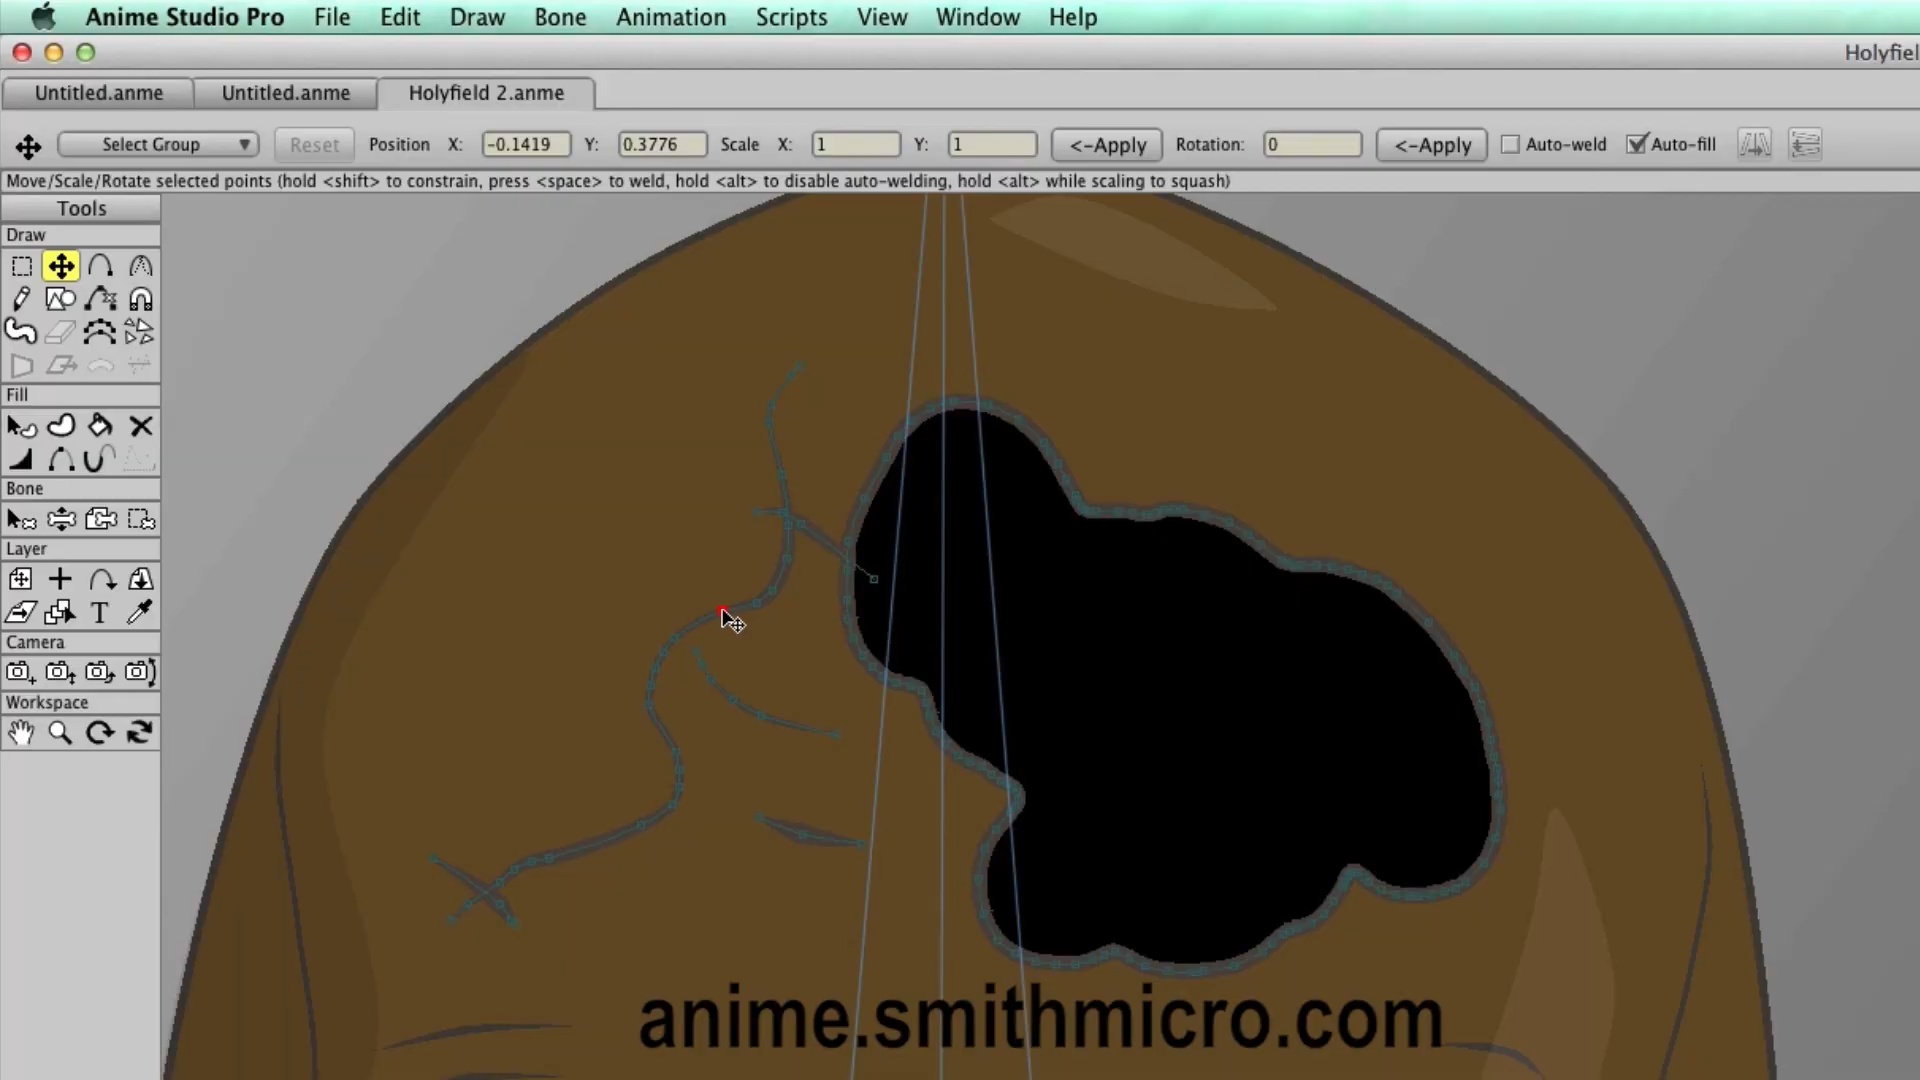 Anime Studio Pro File Edit Draw Bone Animation Scripts View Window Help
Holyfiel
Untitled.anme Untitled.anme Holyfield 2.anme
Select Group Reset Position X: -0.1419 Y: 0.3776 Scale X: 1 Y: 1 <-Apply Rotation: 0 <-Apply Auto-weld Auto-fill
Move/Scale/Rotate selected points (hold <shift> to constrain, press <space> to weld, hold <alt> to disable auto-welding, hold <alt> while scaling to squash)
Tools
Draw
Fill
Bone
Layer
T
Camera
Workspace
anime.smithmicro.com